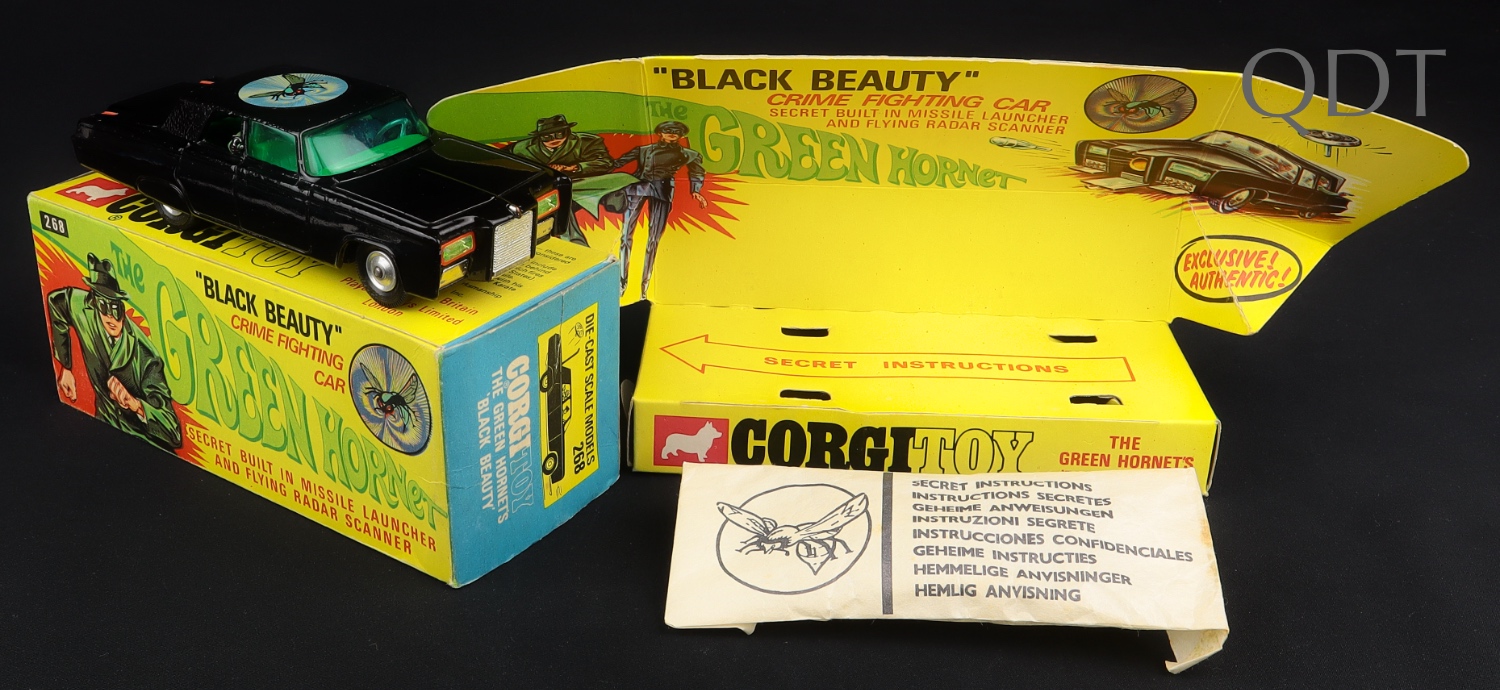 QDT
"BLACK BEAUTY"
CRIME FIGHTING CAR
SECRET BUILT IN MISSILE LAUNCHER
AND FLYING RADAR SCANNER
THE
GREEN HORNET
EXCLUSIVE!
AUTHENTIC!
SECRET INSTRUCTIONS
CORGI TOY
THE
GREEN HORNET'S
268
CORGI TOY
®
Britain
Limited
London
THE
GREEN HORNET
"BLACK BEAUTY"
CRIME FIGHTING
CAR
SECRET BUILT IN MISSILE LAUNCHER
AND FLYING RADAR SCANNER
DIE-CAST SCALE MODELS
268
CORGI TOY
THE GREEN HORNET'S
'BLACK BEAUTY'
SECRET INSTRUCTIONS
INSTRUCTIONS SECRETES
GEHEIME ANWEISUNGEN
INSTRUZIONI SEGRETE
INSTRUCCIONES CONFIDENCIALES
GEHEIME INSTRUCTIES
HEMMELIGE ANVISNINGER
HEMLIG ANVISNING